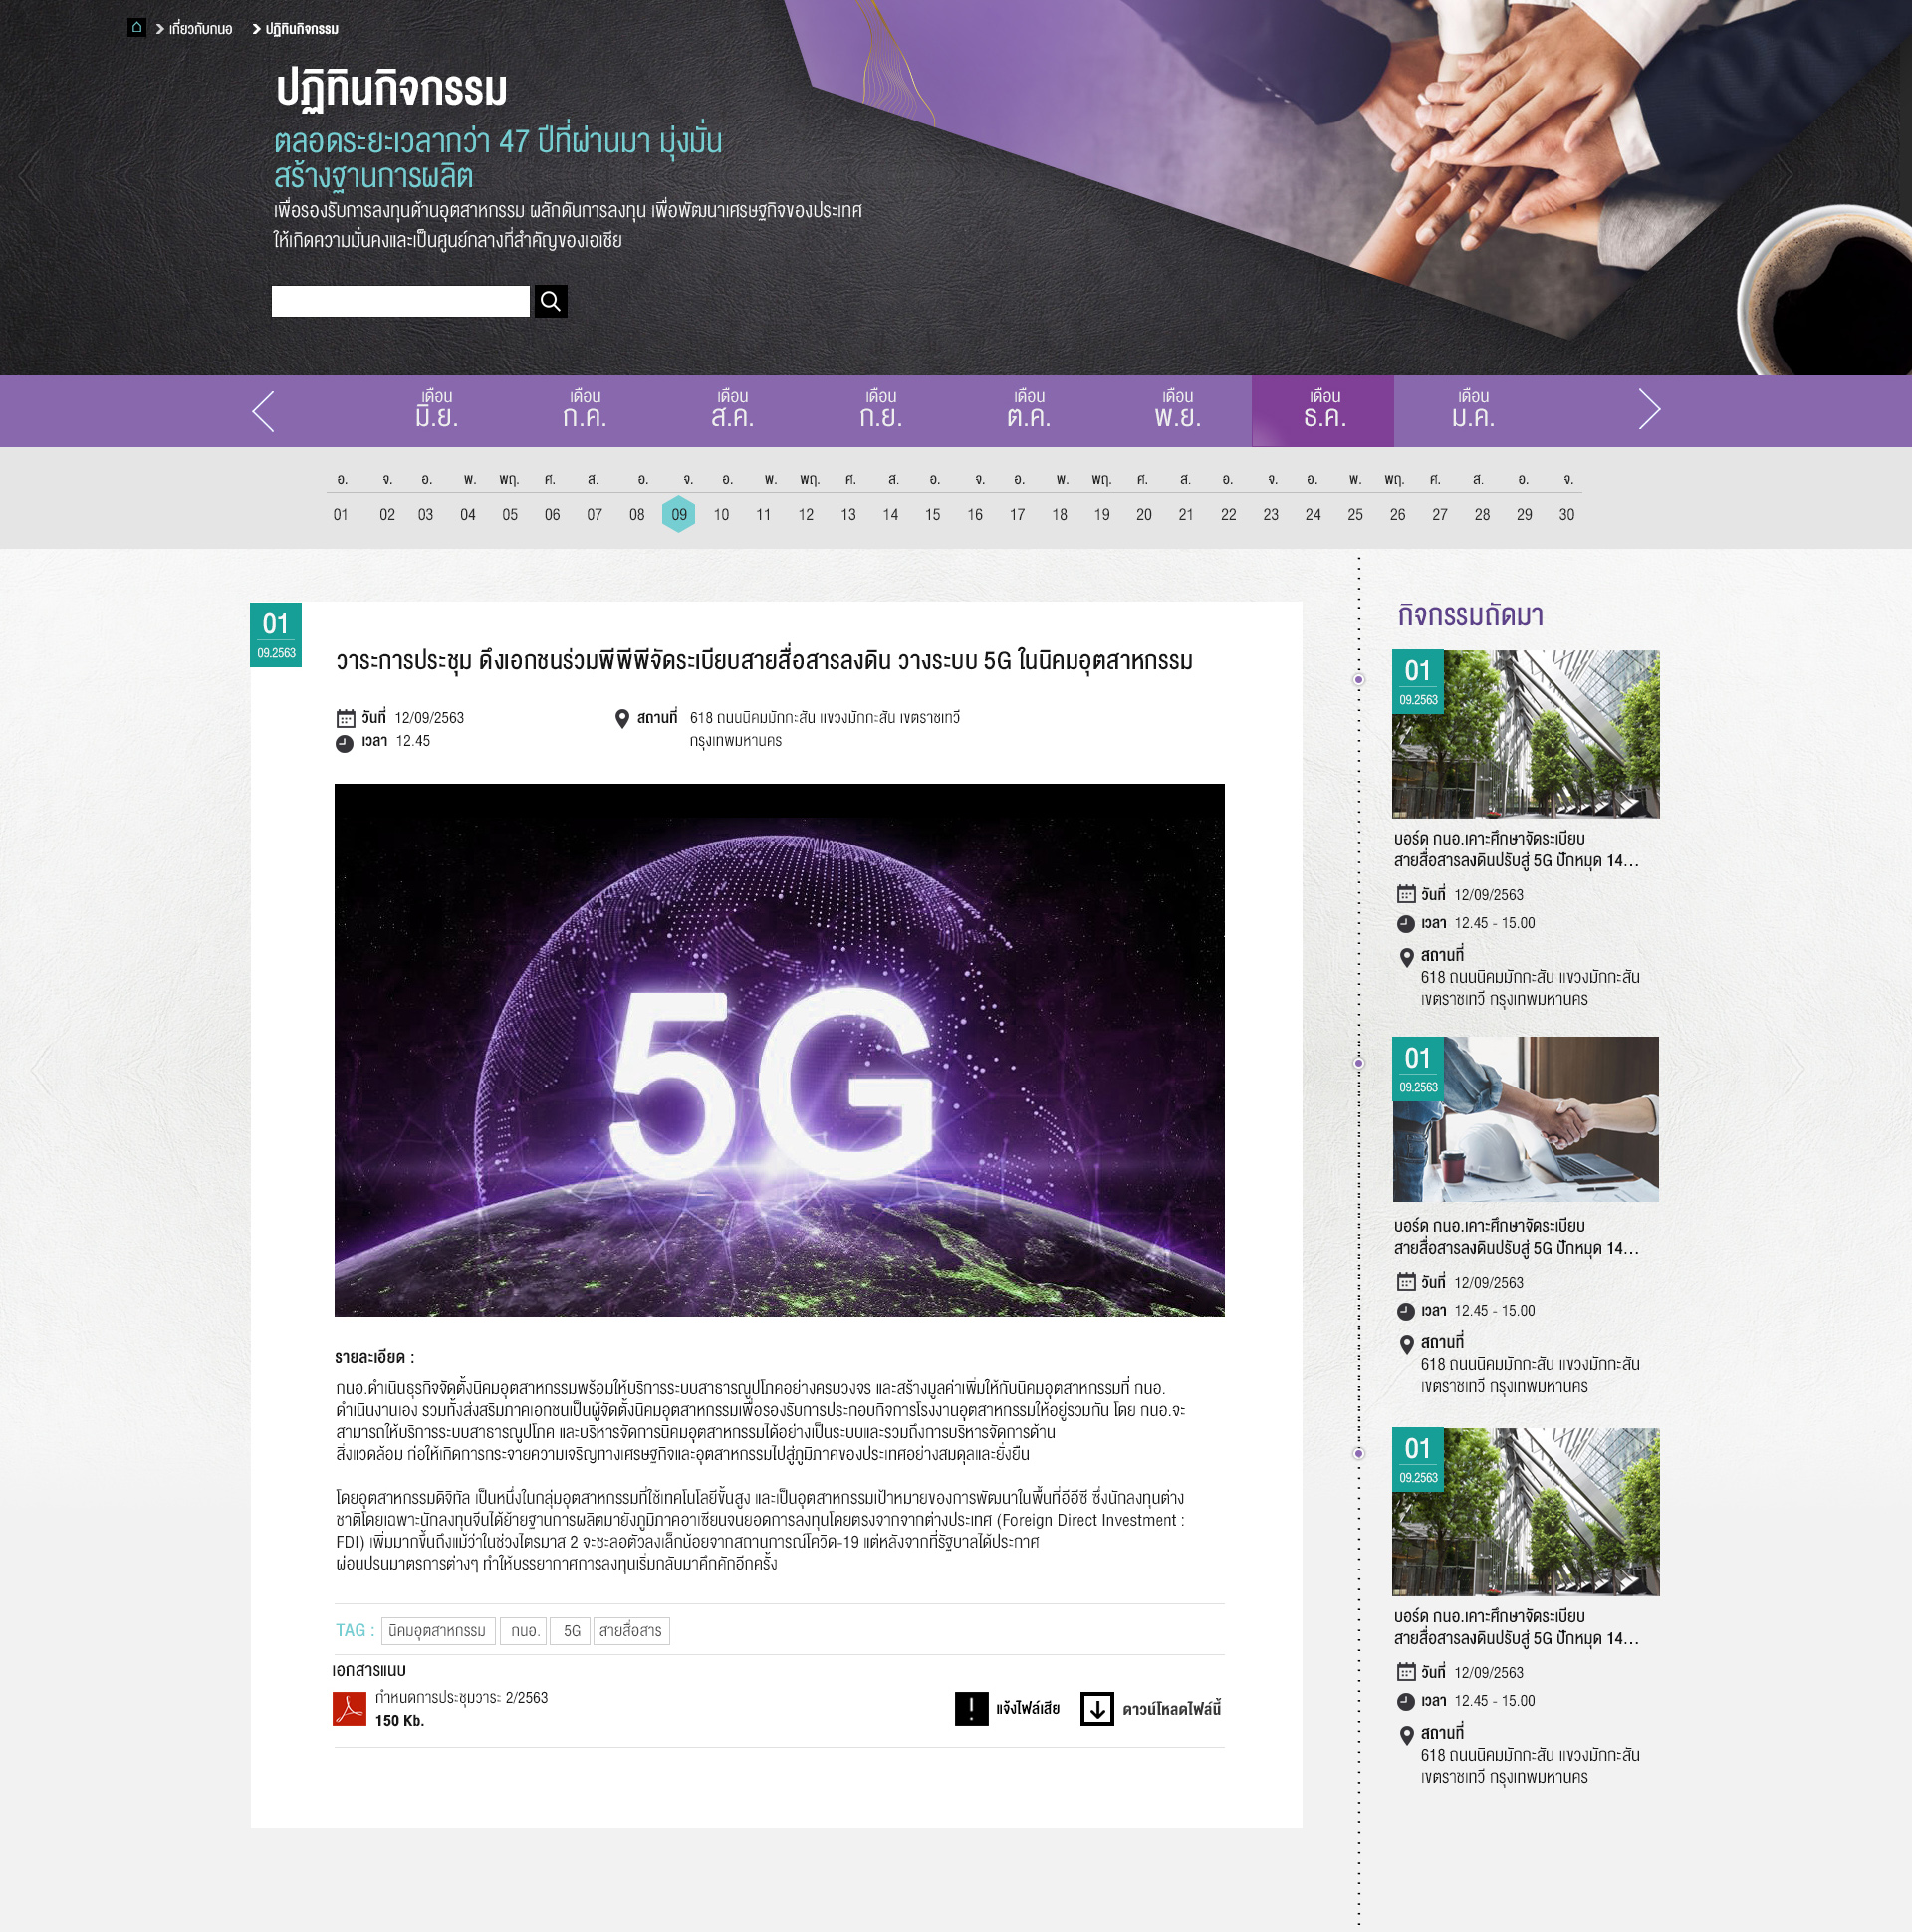 เกี่ยวกับกนอ ปฏิทินกิจกรรม
ปฏิทินกิจกรรม
ตลอดระยะเวลากว่า 47 ปีที่ผ่านมา มุ่งมั่น
สร้างฐานการผลิต
เพื่อรองรับการลงทุนด้านอุตสาหกรรม ผลักดันการลงทุน เพื่อพัฒนาเศรษฐกิจของประเทศ
ให้เกิดความมั่นคงและเป็นศูนย์กลางที่สำคัญของเอเชีย
เดือน เดือน เดือน เดือน เดือน เดือน เดือน เดือน
มิ.ย. ก.ค. ส.ค. ก.ย. ต.ค. พ.ย. ธ.ค. ม.ค.
อ. จ. อ. พ. พฤ. ศ. ส. อ. จ. อ. พ. พฤ. ศ. ส. อ. จ. อ. พ. พฤ. ศ. ส. อ. จ. อ. พ. พฤ. ศ. ส. อ. จ.
01 02 03 04 05 06 07 08 09 10 11 12 13 14 15 16 17 18 19 20 21 22 23 24 25 26 27 28 29 30
01
09.2563
วาระการประชุม ดึงเอกชนร่วมพีพีพีจัดระเบียบสายสื่อสารลงดิน วางระบบ 5G ในนิคมอุตสาหกรรม
วันที่ 12/09/2563
เวลา 12.45
สถานที่ 618 ถนนนิคมมักกะสัน แขวงมักกะสัน เขตราชเทวี
กรุงเทพมหานคร
5G
รายละเอียด :
กนอ.ดำเนินธุรกิจจัดตั้งนิคมอุตสาหกรรมพร้อมให้บริการระบบสาธารณูปโภคอย่างครบวงจร และสร้างมูลค่าเพิ่มให้กับนิคมอุตสาหกรรมที่ กนอ.
ดำเนินงานเอง รวมทั้งส่งเสริมภาคเอกชนเป็นผู้จัดตั้งนิคมอุตสาหกรรมเพื่อรองรับการประกอบกิจการโรงงานอุตสาหกรรมให้อยู่รวมกัน โดย กนอ.จะ
สามารถให้บริการระบบสาธารณูปโภค และบริหารจัดการนิคมอุตสาหกรรมได้อย่างเป็นระบบและรวมถึงการบริหารจัดการด้าน
สิ่งแวดล้อม ก่อให้เกิดการกระจายความเจริญทางเศรษฐกิจและอุตสาหกรรมไปสู่ภูมิภาคของประเทศอย่างสมดุลและยั่งยืน
โดยอุตสาหกรรมดิจิทัล เป็นหนึ่งในกลุ่มอุตสาหกรรมที่ใช้เทคโนโลยีขั้นสูง และเป็นอุตสาหกรรมเป้าหมายของการพัฒนาในพื้นที่อีอีซี ซึ่งนักลงทุนต่าง
ชาติโดยเฉพาะนักลงทุนจีนได้ย้ายฐานการผลิตมายังภูมิภาคอาเซียนจนยอดการลงทุนโดยตรงจากจากต่างประเทศ (Foreign Direct Investment :
FDI) เพิ่มมากขึ้นถึงแม้ว่าในช่วงไตรมาส 2 จะชะลอตัวลงเล็กน้อยจากสถานการณ์โควิด-19 แต่หลังจากที่รัฐบาลได้ประกาศ
ผ่อนปรนมาตรการต่างๆ ทำให้บรรยากาศการลงทุนเริ่มกลับมาคึกคักอีกครั้ง
TAG : นิคมอุตสาหกรรม กนอ. 5G สายสื่อสาร
เอกสารแนบ
กำหนดการประชุมวาระ 2/2563
150 Kb.
แจ้งไฟล์เสีย ดาวน์โหลดไฟล์นี้
กิจกรรมถัดมา
01
09.2563
บอร์ด กนอ.เคาะศึกษาจัดระเบียบ
สายสื่อสารลงดินปรับสู่ 5G ปักหมุด 14...
วันที่ 12/09/2563
เวลา 12.45 - 15.00
สถานที่
618 ถนนนิคมมักกะสัน แขวงมักกะสัน
เขตราชเทวี กรุงเทพมหานคร
01
09.2563
บอร์ด กนอ.เคาะศึกษาจัดระเบียบ
สายสื่อสารลงดินปรับสู่ 5G ปักหมุด 14...
วันที่ 12/09/2563
เวลา 12.45 - 15.00
สถานที่
618 ถนนนิคมมักกะสัน แขวงมักกะสัน
เขตราชเทวี กรุงเทพมหานคร
01
09.2563
บอร์ด กนอ.เคาะศึกษาจัดระเบียบ
สายสื่อสารลงดินปรับสู่ 5G ปักหมุด 14...
วันที่ 12/09/2563
เวลา 12.45 - 15.00
สถานที่
618 ถนนนิคมมักกะสัน แขวงมักกะสัน
เขตราชเทวี กรุงเทพมหานคร